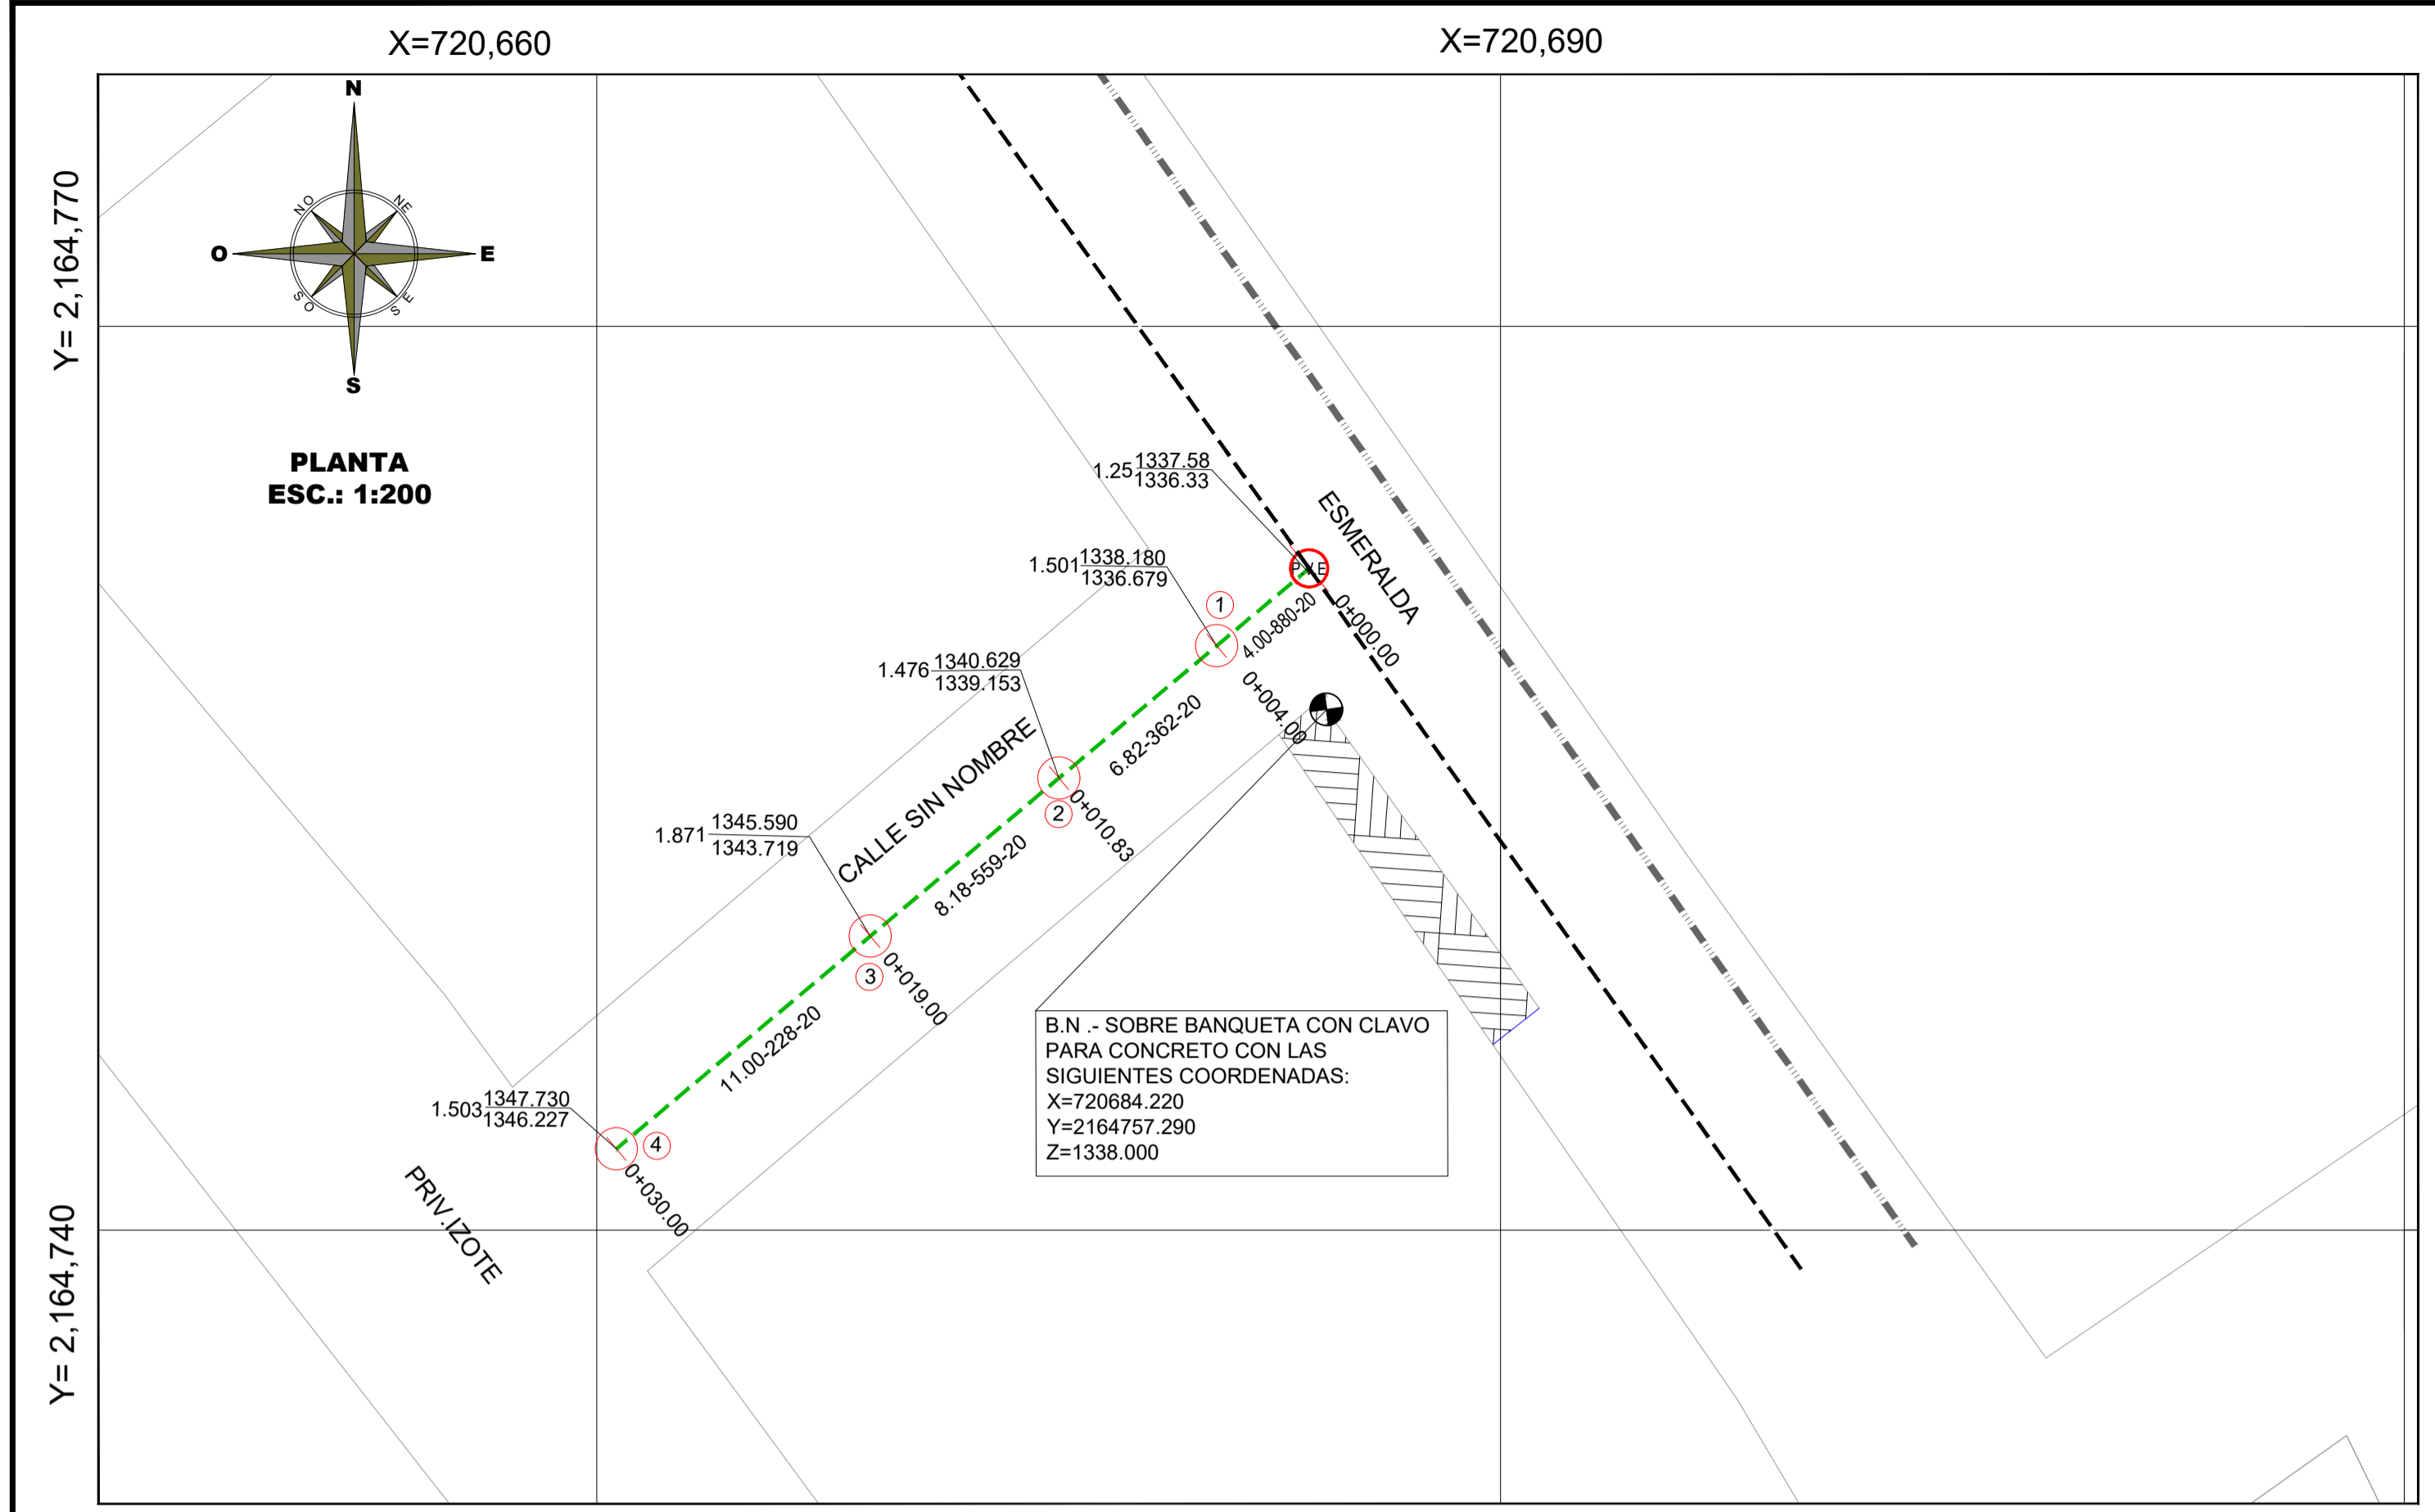 X=720,660
X=720,690
Y= 2,164,770
Y= 2,164,740
N
NO
NE
O
E
SO
SE
S
PLANTA
ESC.: 1:200
1.25
1337.58
1336.33
ESMERALDA
P.V.E
0+000.00
1.501
1338.180
1336.679
1
4.00-880-20
0+004.00
1.476
1340.629
1339.153
6.82-362-20
2
0+010.83
CALLE SIN NOMBRE
1.871
1345.590
1343.719
8.18-559-20
3
0+019.00
11.00-228-20
1.503
1347.730
1346.227
4
0+030.00
PRIV.IZOTE
B.N .- SOBRE BANQUETA CON CLAVO
PARA CONCRETO CON LAS
SIGUIENTES COORDENADAS:
X=720684.220
Y=2164757.290
Z=1338.000